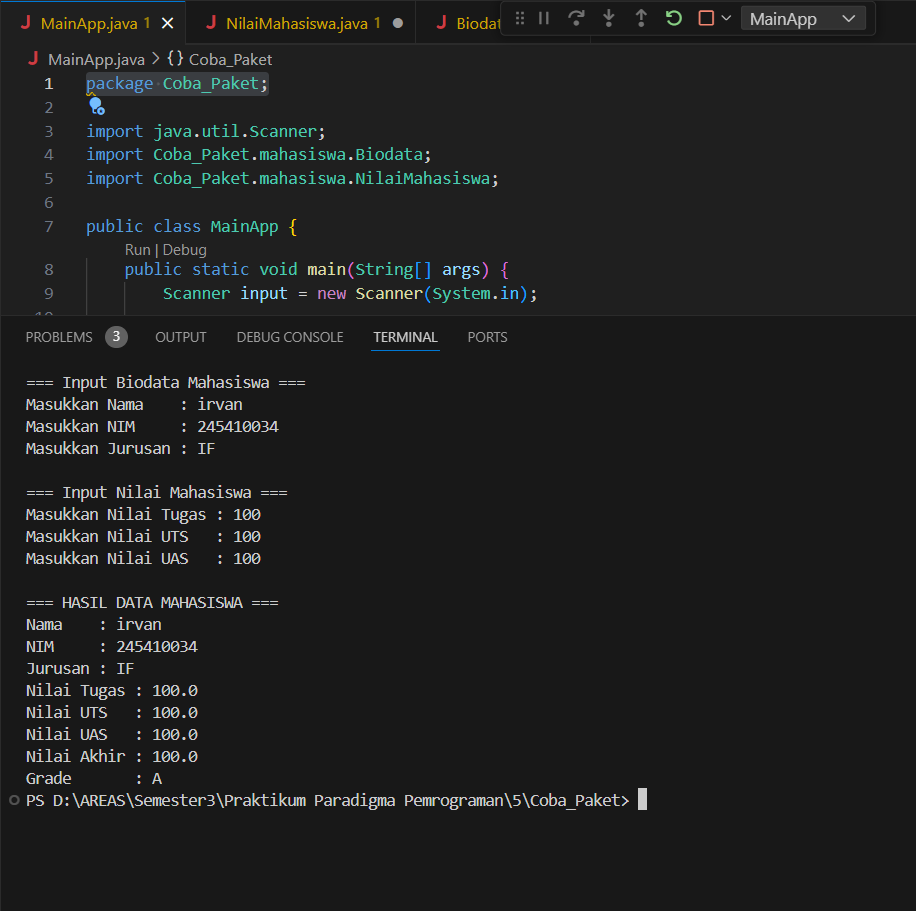 MainApp.java 1
NilaiMahasiswa.java 1
MainApp
MainApp.java > {} Coba_Paket
1 package Coba_Paket;
2
3 import java.util.Scanner;
4 import Coba_Paket.mahasiswa.Biodata;
5 import Coba_Paket.mahasiswa.NilaiMahasiswa;
6
7 public class MainApp {
Run | Debug
8 public static void main(String[] args) {
9 Scanner input = new Scanner(System.in);
PROBLEMS 3 OUTPUT DEBUG CONSOLE TERMINAL PORTS
=== Input Biodata Mahasiswa ===
Masukkan Nama    : irvan
Masukkan NIM     : 245410034
Masukkan Jurusan : IF
=== Input Nilai Mahasiswa ===
Masukkan Nilai Tugas : 100
Masukkan Nilai UTS   : 100
Masukkan Nilai UAS   : 100
=== HASIL DATA MAHASISWA ===
Nama    : irvan
NIM     : 245410034
Jurusan : IF
Nilai Tugas : 100.0
Nilai UTS   : 100.0
Nilai UAS   : 100.0
Nilai Akhir : 100.0
Grade       : A
PS D:\AREAS\Semester3\Praktikum Paradigma Pemrograman\5\Coba_Paket>